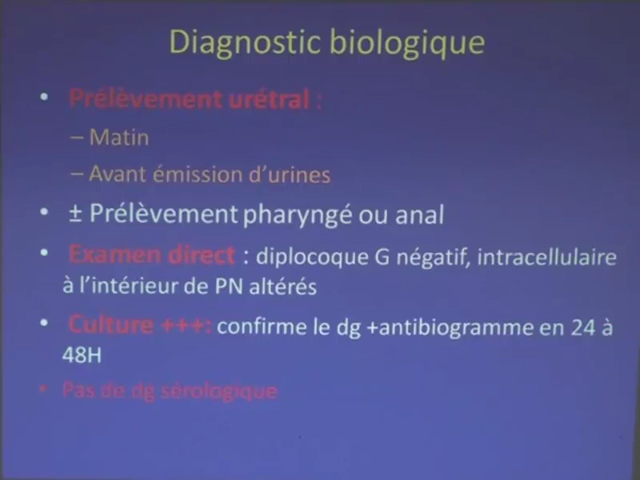 Diagnostic biologique
• Prélèvement urétral :
– Matin
– Avant émission d'urines
• ± Prélèvement pharyngé ou anal
• Examen direct : diplocoque G négatif, intracellulaire
à l'intérieur de PN altérés
• Culture +++: confirme le dg +antibiogramme en 24 à
48H
• Pas de dg sérologique